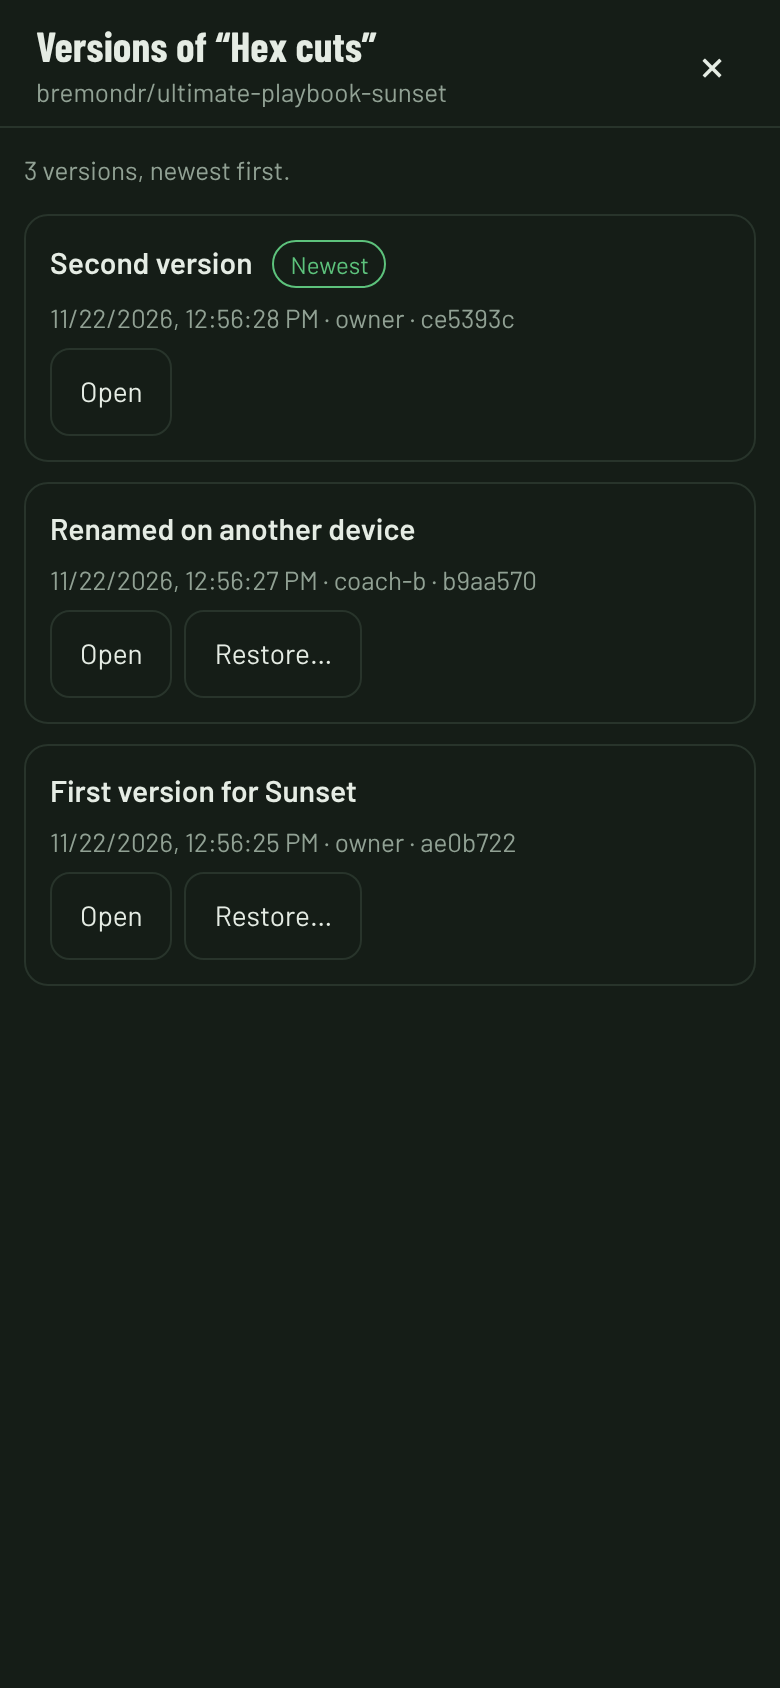 Versions of “Hex cuts”
bremondr/ultimate-playbook-sunset
✕
3 versions, newest first.
Second version Newest
11/22/2026, 12:56:28 PM · owner · ce5393c
Open
Renamed on another device
11/22/2026, 12:56:27 PM · coach-b · b9aa570
Open Restore…
First version for Sunset
11/22/2026, 12:56:25 PM · owner · ae0b722
Open Restore…